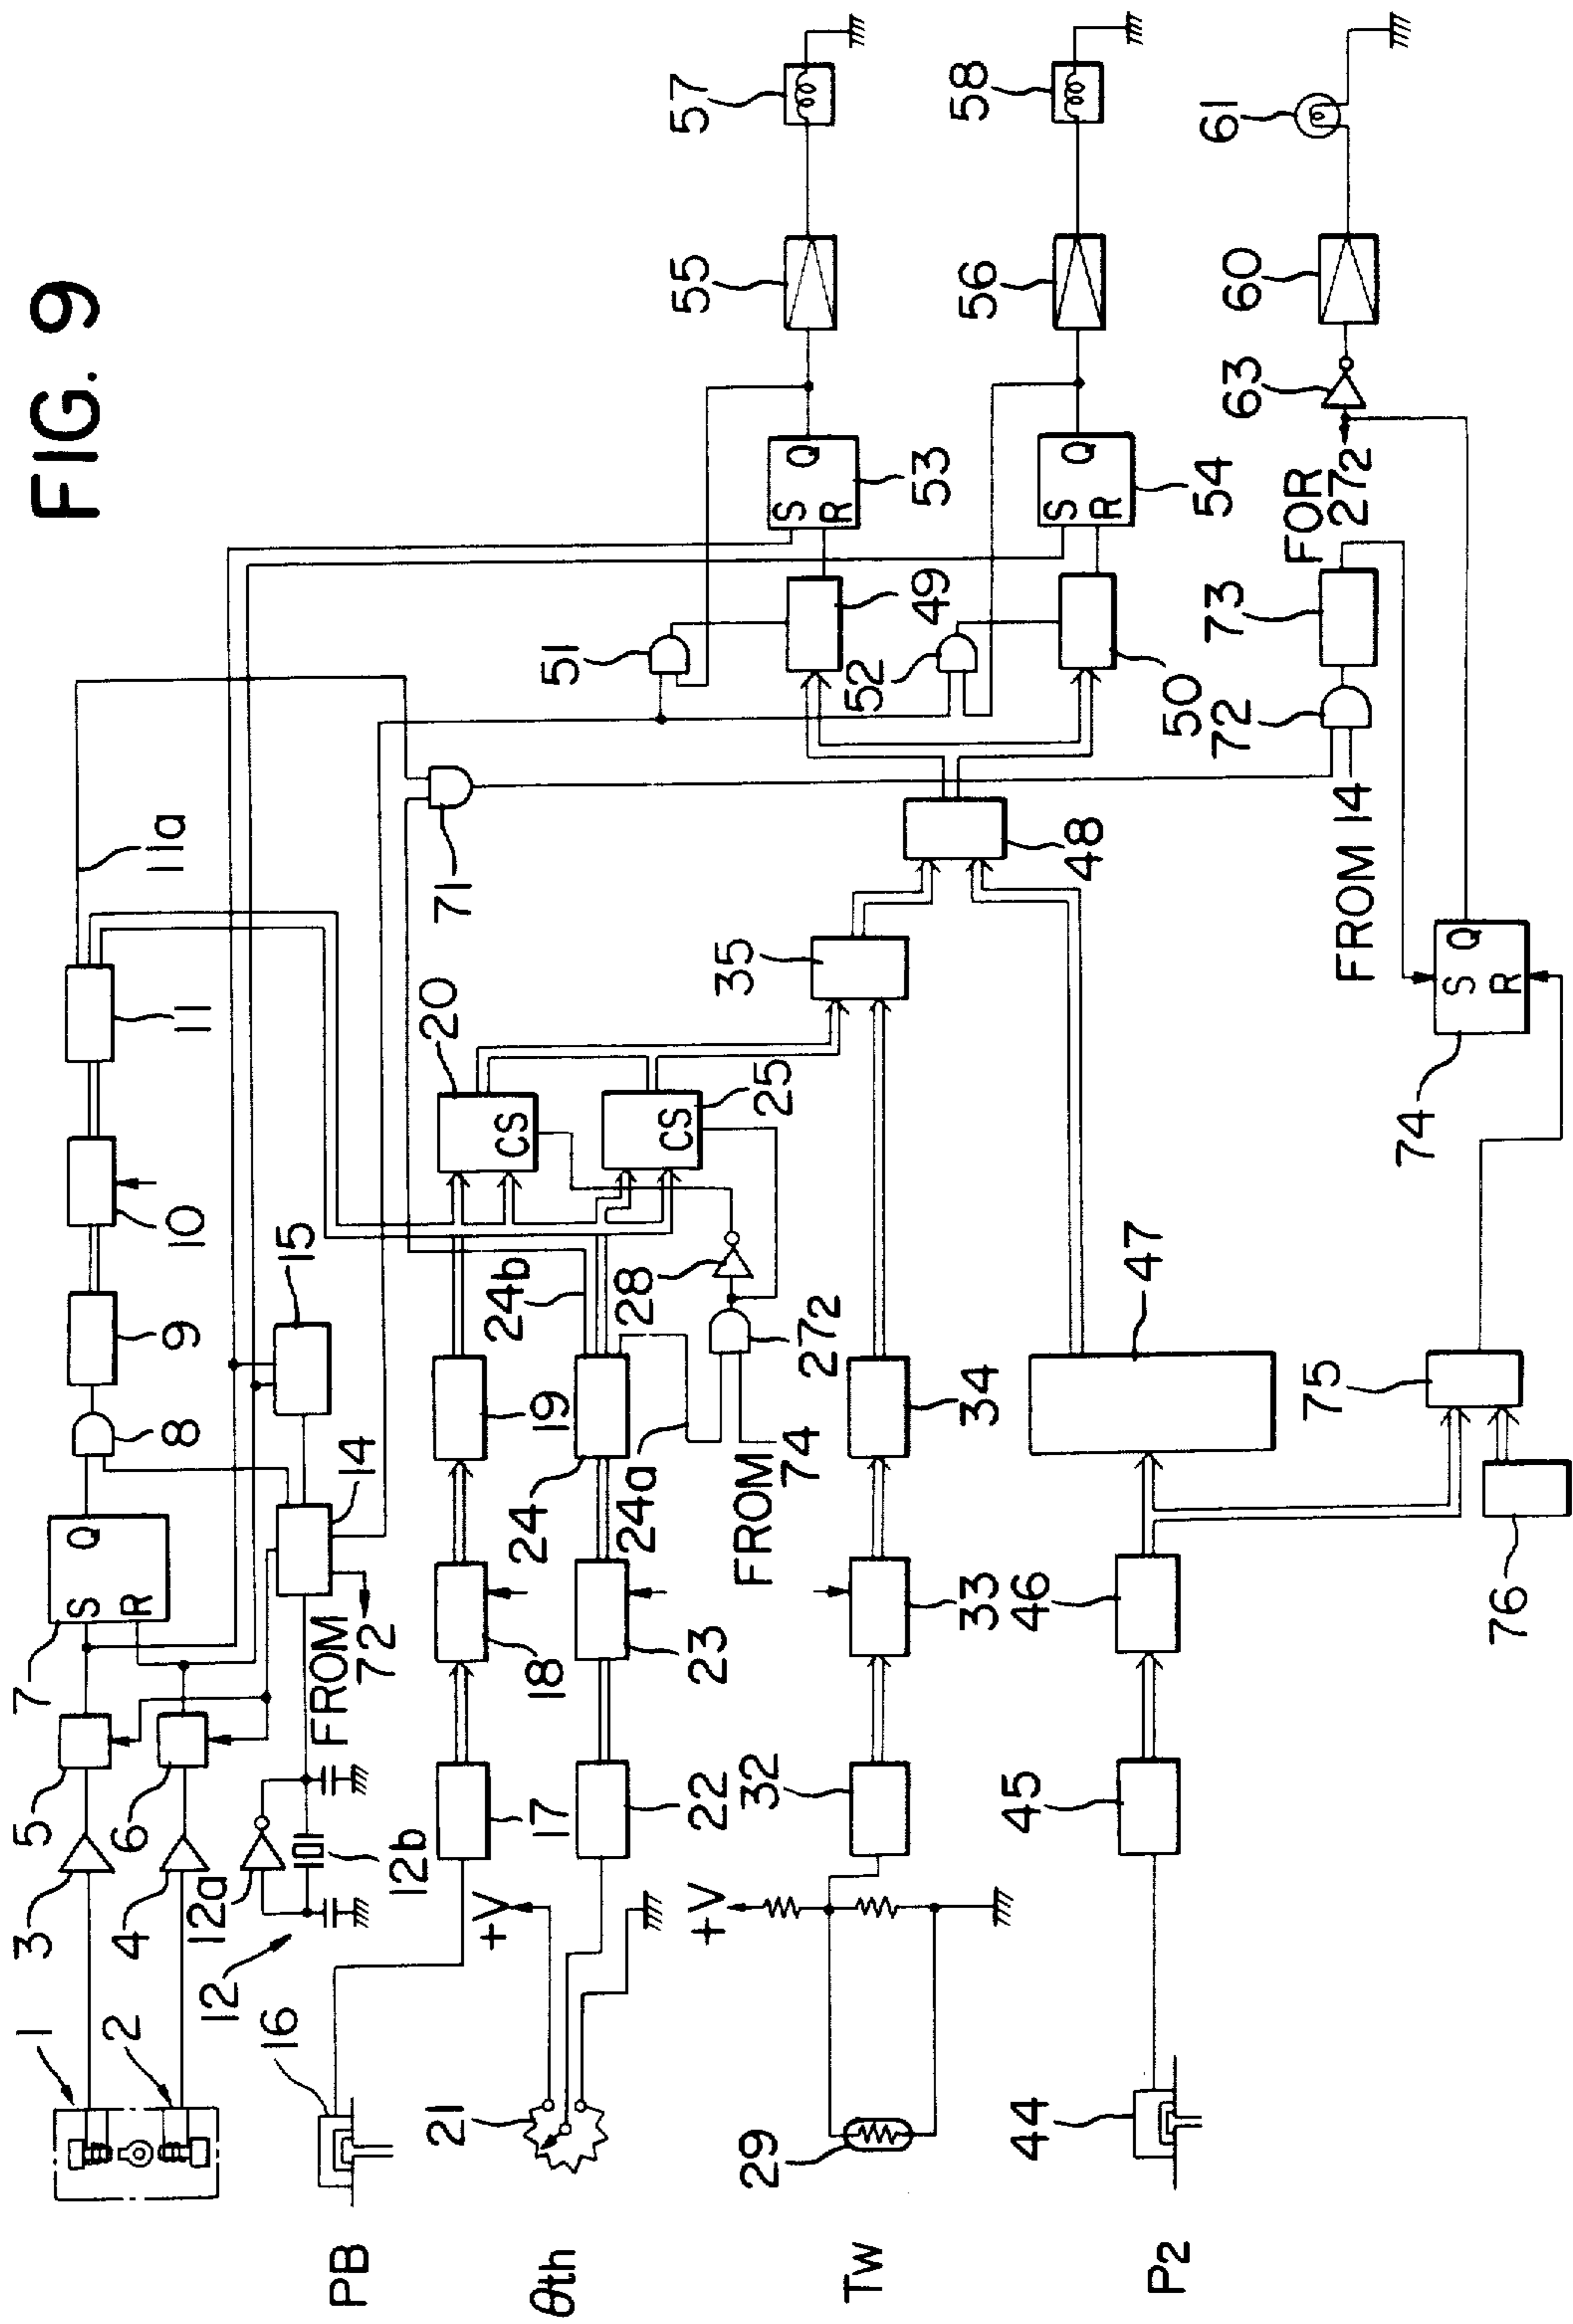 FIG. 9
1
3
5
7
S
Q
R
8
9
10
11
11a
2
4
6
12a
12
12b
14
15
FROM
72
71
16
PB
17
18
19
20
CS
24b
+V
21
θth
22
23
24
24a
25
CS
28
272
FROM
74
51
49
S
Q
R
53
55
57
+V
29
Tw
32
33
34
35
48
52
50
S
Q
R
54
56
58
44
P2
45
46
47
72
73
FROM 14
FOR
272
63
60
61
75
76
74
S
Q
R